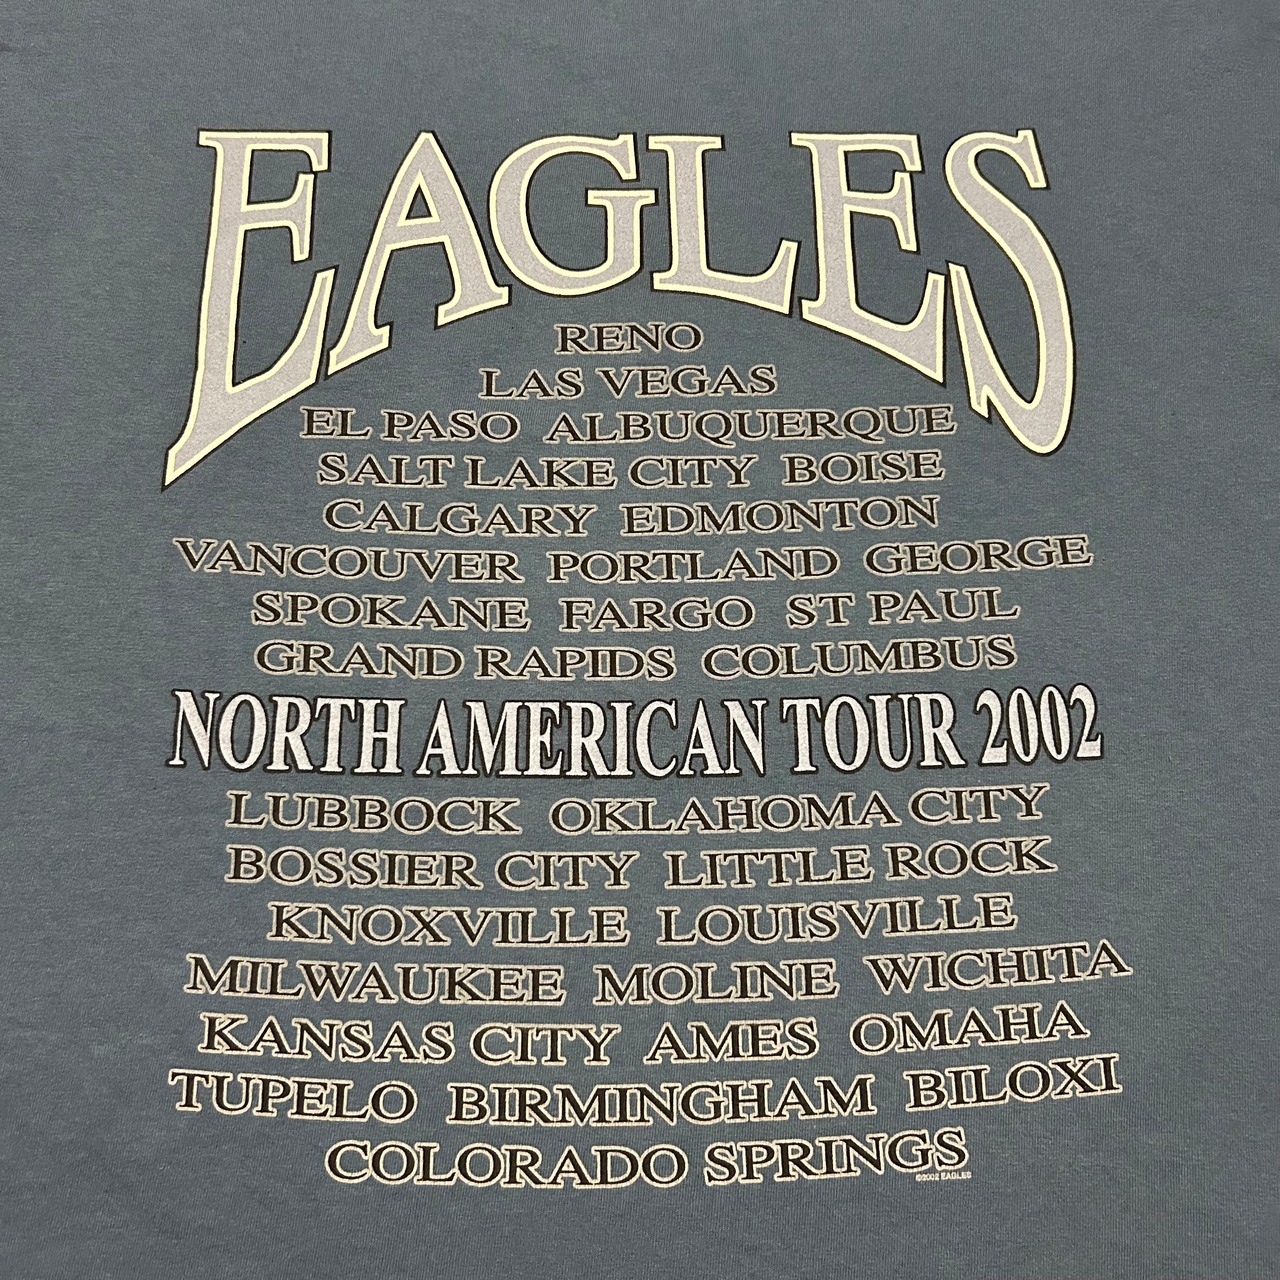 EAGLES
RENO
LAS VEGAS
EL PASO ALBUQUERQUE
SALT LAKE CITY BOISE
CALGARY EDMONTON
VANCOUVER PORTLAND GEORGE
SPOKANE FARGO ST PAUL
GRAND RAPIDS COLUMBUS
NORTH AMERICAN TOUR 2002
LUBBOCK OKLAHOMA CITY
BOSSIER CITY LITTLE ROCK
KNOXVILLE LOUISVILLE
MILWAUKEE MOLINE WICHITA
KANSAS CITY AMES OMAHA
TUPELO BIRMINGHAM BILOXI
COLORADO SPRINGS
©2002 EAGLES